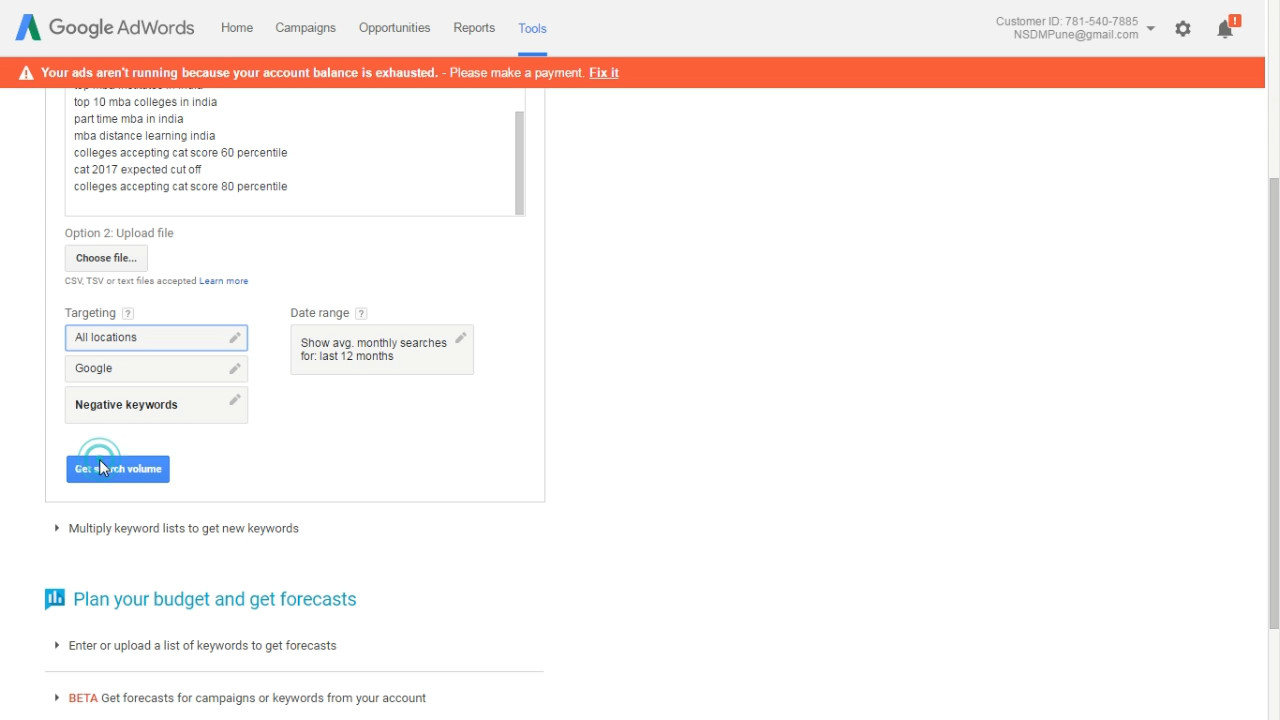 Google AdWords
Home
Campaigns
Opportunities
Reports
Tools
Customer ID: 781-540-7885
NSDMPune@gmail.com
!
Your ads aren't running because your account balance is exhausted. - Please make a payment. Fix it
top 10 mba colleges in india
part time mba in india
mba distance learning india
colleges accepting cat score 60 percentile
cat 2017 expected cut off
colleges accepting cat score 80 percentile
Option 2: Upload file
Choose file...
CSV, TSV or text files accepted Learn more
Targeting ?
Date range ?
All locations
Show avg. monthly searches
for: last 12 months
Google
Negative keywords
Get search volume
Multiply keyword lists to get new keywords
Plan your budget and get forecasts
Enter or upload a list of keywords to get forecasts
BETA Get forecasts for campaigns or keywords from your account